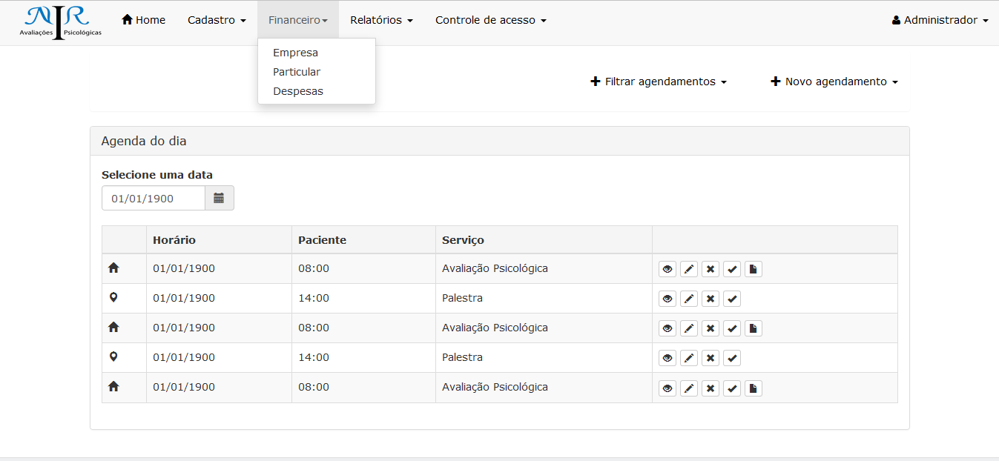 NIR
Avaliações Psicológicas
Home Cadastro Financeiro Relatórios Controle de acesso Administrador
Empresa
Particular
Despesas
Filtrar agendamentos Novo agendamento
Agenda do dia
Selecione uma data
01/01/1900
Horário Paciente Serviço
01/01/1900 08:00 Avaliação Psicológica
01/01/1900 14:00 Palestra
01/01/1900 08:00 Avaliação Psicológica
01/01/1900 14:00 Palestra
01/01/1900 08:00 Avaliação Psicológica